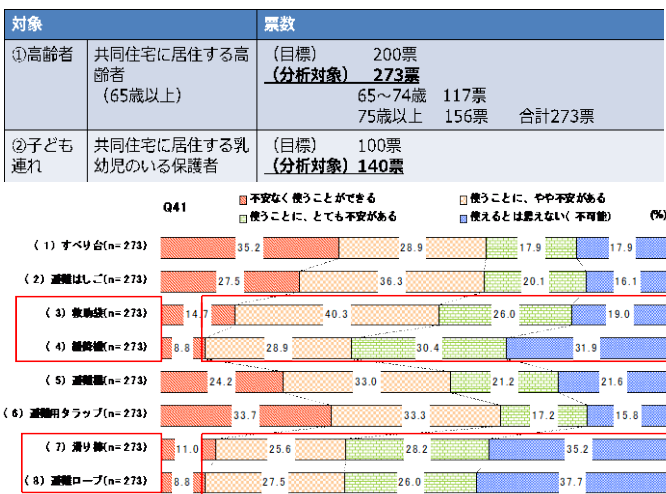 対象 票数
①高齢者 共同住宅に居住する高齢者（65歳以上） （目標） 200票
（分析対象） 273票
65～74歳 117票
75歳以上 156票 合計273票
②子ども連れ 共同住宅に居住する乳幼児のいる保護者 （目標） 100票
（分析対象）140票
Q41
不安なく使うことができる 使うことに、やや不安がある
使うことに、とても不安がある 使えるとは思えない(不可能) (%)
(1) すべり台(n=273) 35.2 28.9 17.9 17.9
(2) 避難はしご(n=273) 27.5 36.3 20.1 16.1
(3) 救助袋(n=273) 14.7 40.3 26.0 19.0
(4) 緩降機(n=273) 8.8 28.9 30.4 31.9
(5) 避難橋(n=273) 24.2 33.0 21.2 21.6
(6) 避難用タラップ(n=273) 33.7 33.3 17.2 15.8
(7) 滑り棒(n=273) 11.0 25.6 28.2 35.2
(8) 避難ロープ(n=273) 8.8 27.5 26.0 37.7